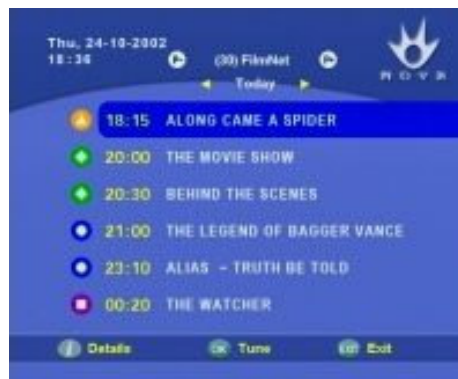 Thu, 24-10-2002
18:36
(30) FilmNet
Today
NOVA
18:15 ALONG CAME A SPIDER
20:00 THE MOVIE SHOW
20:30 BEHIND THE SCENES
21:00 THE LEGEND OF BAGGER VANCE
23:10 ALIAS - TRUTH BE TOLD
00:20 THE WATCHER
i Details OK Tune EXIT Exit